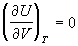 (∂U/∂V)_T = 0